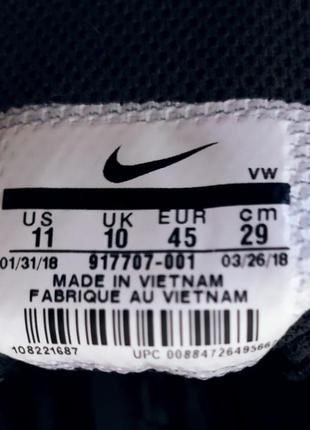 VW
US UK EUR cm
11 10 45 29
01/31/18 917707-001 03/26/18
MADE IN VIETNAM
FABRIQUE AU VIETNAM
108221687 UPC 0088472649566